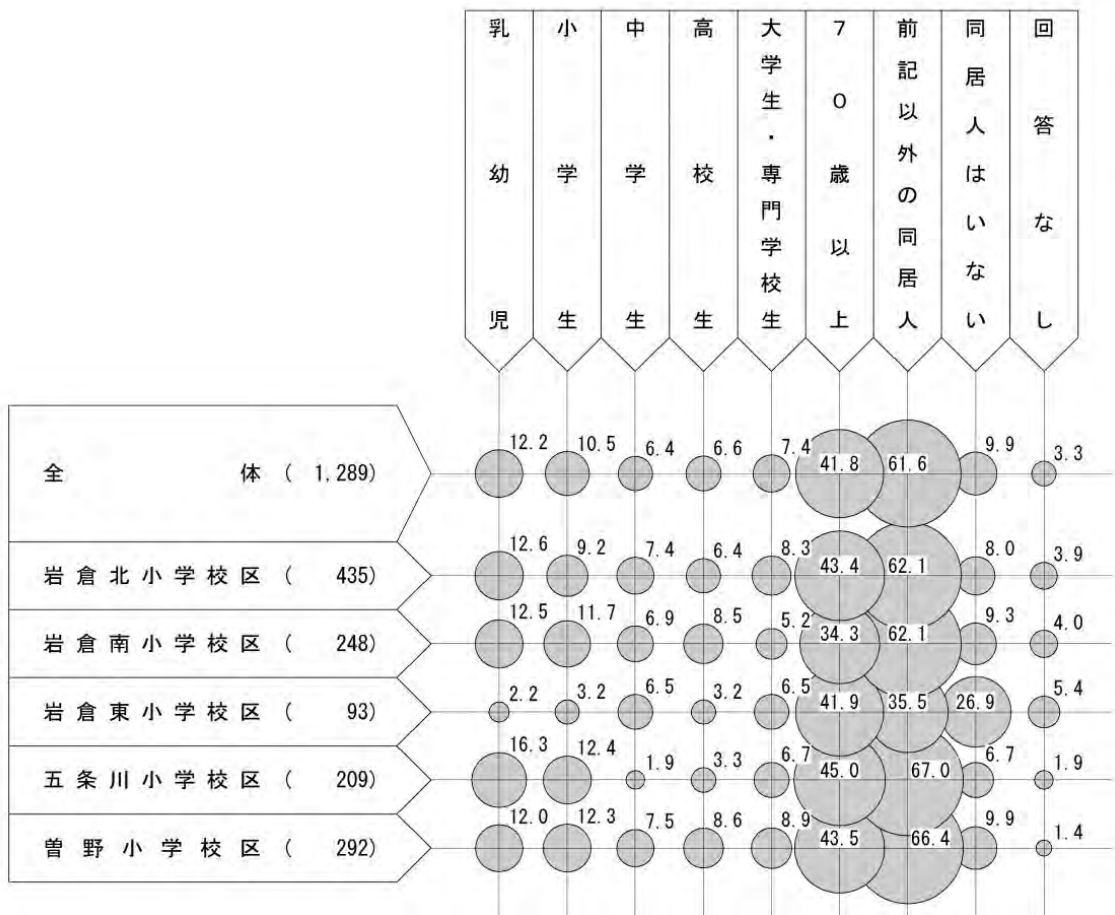 乳幼児
小学生
中学生
高校生
大学生・専門学校生
70歳以上
前記以外の同居人
同居人はいない
回答なし
全体( 1,289) 12.2 10.5 6.4 6.6 7.4 41.8 61.6 9.9 3.3
岩倉北小学校区( 435) 12.6 9.2 7.4 6.4 8.3 43.4 62.1 8.0 3.9
岩倉南小学校区( 248) 12.5 11.7 6.9 8.5 5.2 34.3 62.1 9.3 4.0
岩倉東小学校区( 93) 2.2 3.2 6.5 3.2 6.5 41.9 35.5 26.9 5.4
五条川小学校区( 209) 16.3 12.4 1.9 3.3 6.7 45.0 67.0 6.7 1.9
曽野小学校区( 292) 12.0 12.3 7.5 8.6 8.9 43.5 66.4 9.9 1.4